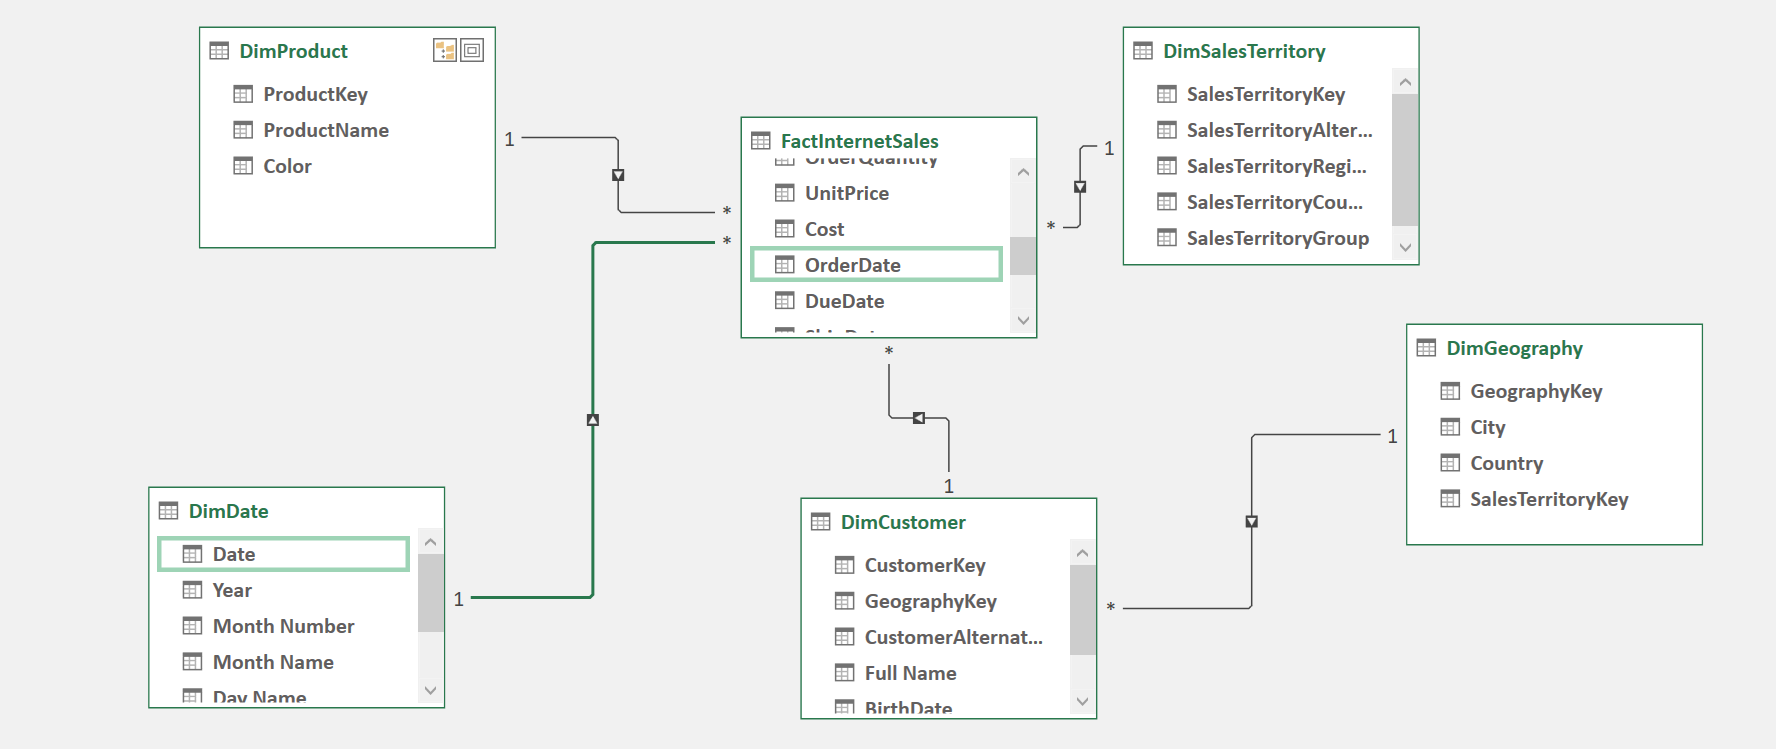 DimProduct
ProductKey
ProductName
Color
1
*
*
FactInternetSales
OrderQuantity
UnitPrice
Cost
OrderDate
DueDate
ShipDate
*
1
*
DimSalesTerritory
SalesTerritoryKey
SalesTerritoryAlter...
SalesTerritoryRegi...
SalesTerritoryCou...
SalesTerritoryGroup
DimGeography
GeographyKey
City
Country
SalesTerritoryKey
1
*
DimDate
Date
Year
Month Number
Month Name
Day Name
1
1
DimCustomer
CustomerKey
GeographyKey
CustomerAlternat...
Full Name
BirthDate